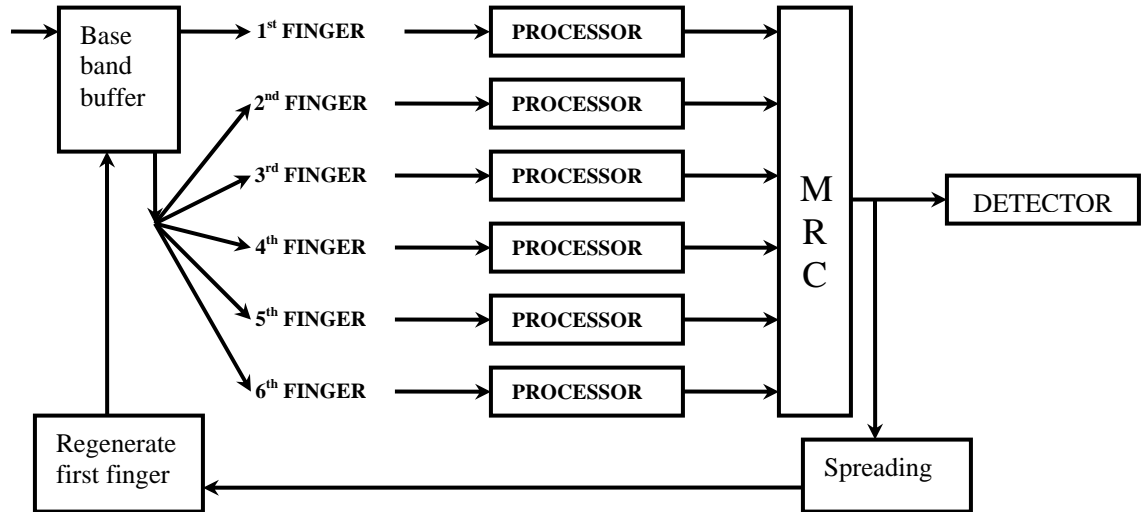 Base
band
buffer
1st FINGER
PROCESSOR
2nd FINGER
PROCESSOR
3rd FINGER
PROCESSOR
4th FINGER
PROCESSOR
5th FINGER
PROCESSOR
6th FINGER
PROCESSOR
M
R
C
DETECTOR
Regenerate
first finger
Spreading